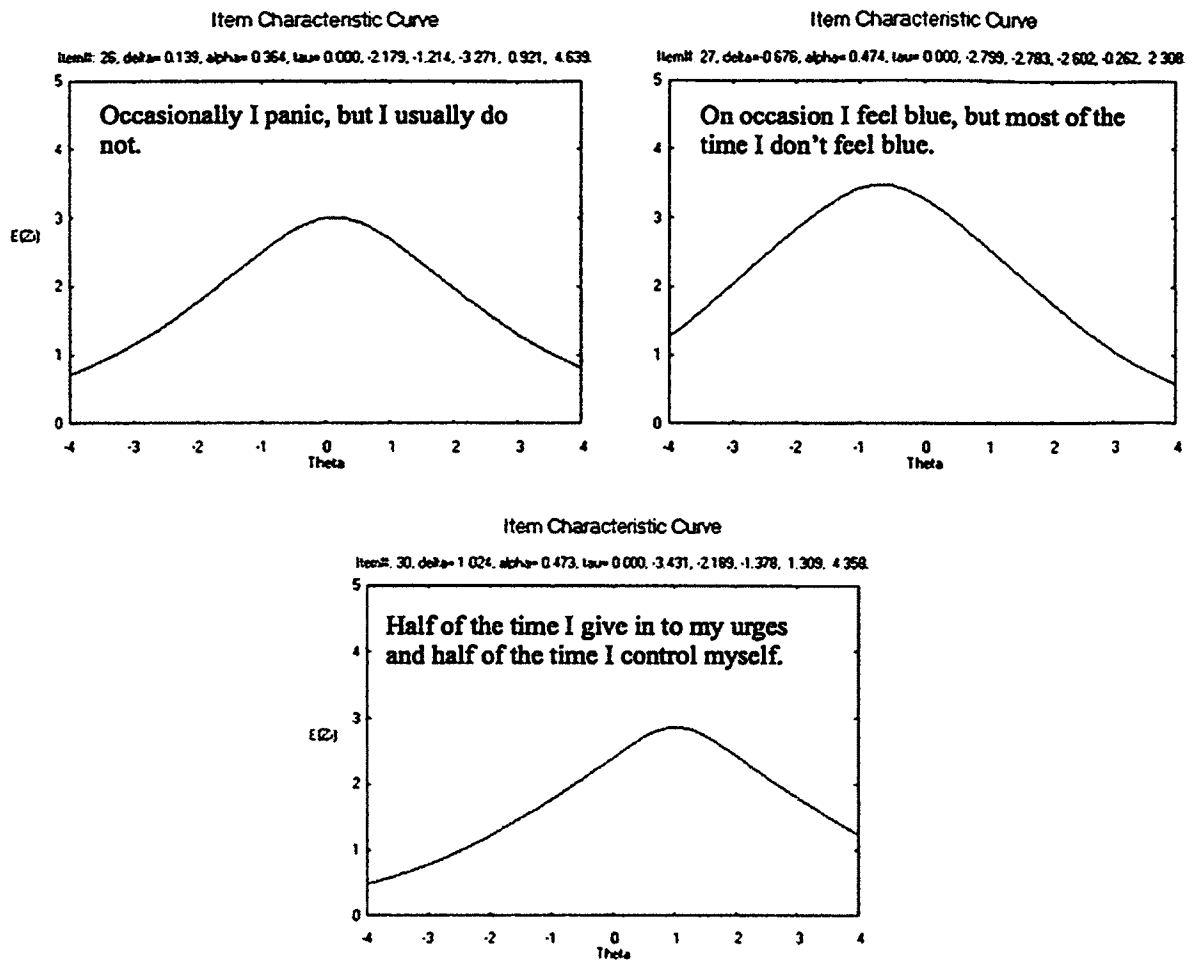 Item Characteristic Curve
Item#: 26, delta= 0.139, alpha= 0.364, tau= 0.000, -2.179, -1.214, -3.271, 0.921, 4.639.
5
Occasionally I panic, but I usually do
not.
4
3
E(Z)
2
1
0
-4 -3 -2 -1 0 1 2 3 4
Theta
Item Characteristic Curve
Item#: 27, delta=-0.676, alpha= 0.474, tau= 0.000, -2.799, -2.783, -2.602, -0.262, 2.308
5
On occasion I feel blue, but most of the
time I don't feel blue.
4
3
2
1
0
-4 -3 -2 -1 0 1 2 3 4
Theta
Item Characteristic Curve
Item#: 30, delta= 1.024, alpha= 0.473, tau= 0.000, -3.431, -2.189, -1.378, 1.309, 4.358.
5
Half of the time I give in to my urges
and half of the time I control myself.
4
3
E(Z)
2
1
0
-4 -3 -2 -1 0 1 2 3 4
Theta